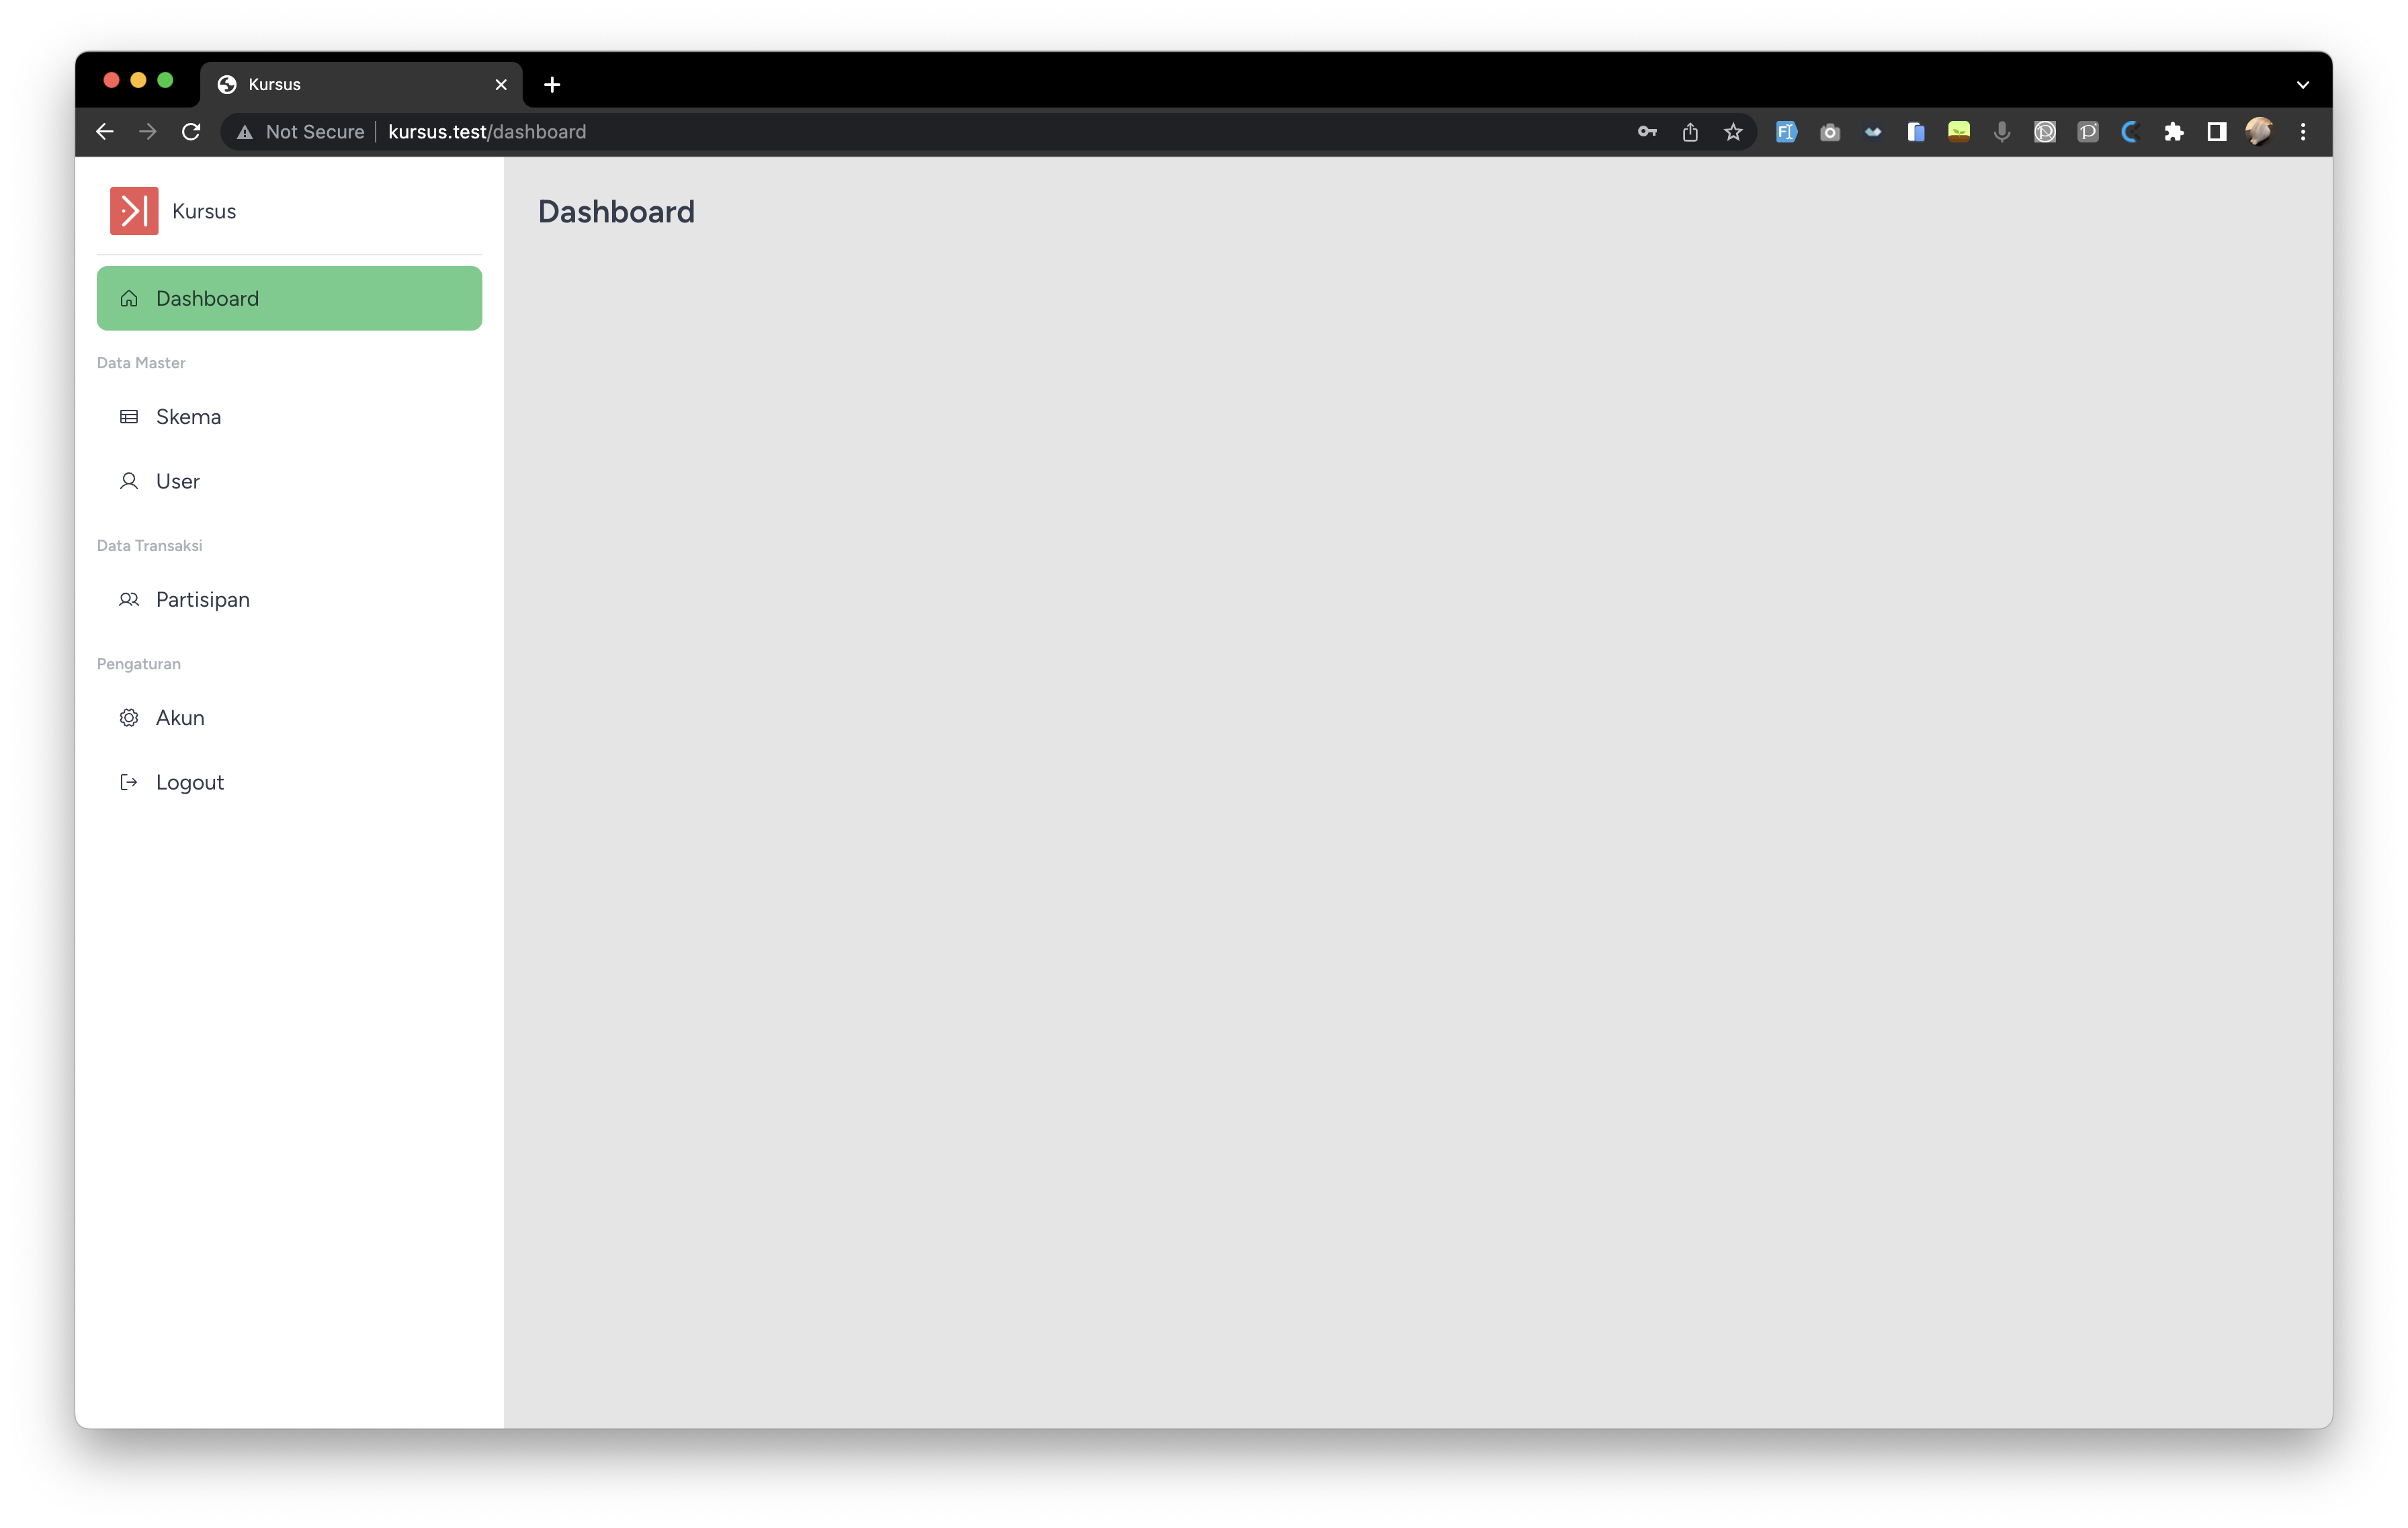 Kursus
Not Secure | kursus.test/dashboard
Kursus
Dashboard
Dashboard
Data Master
Skema
User
Data Transaksi
Partisipan
Pengaturan
Akun
Logout